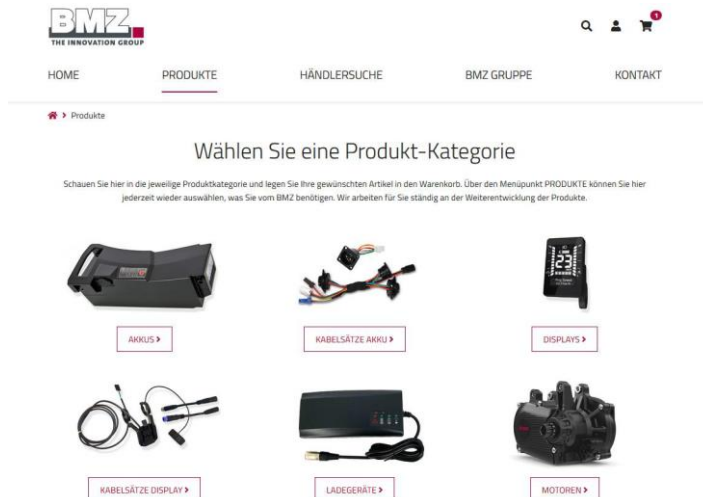 BMZ
THE INNOVATION GROUP
1
HOME
PRODUKTE
HÄNDLERSUCHE
BMZ GRUPPE
KONTAKT
Produkte
Wählen Sie eine Produkt-Kategorie
Schauen Sie hier in die jeweilige Produktkategorie und legen Sie Ihre gewünschten Artikel in den Warenkorb. Über den Menüpunkt PRODUKTE können Sie hier
jederzeit wieder auswählen, was Sie vom BMZ benötigen. Wir arbeiten für Sie ständig an der Weiterentwicklung der Produkte.
23
AKKUS
KABELSÄTZE AKKU
DISPLAYS
KABELSÄTZE DISPLAY
LADEGERÄTE
MOTOREN